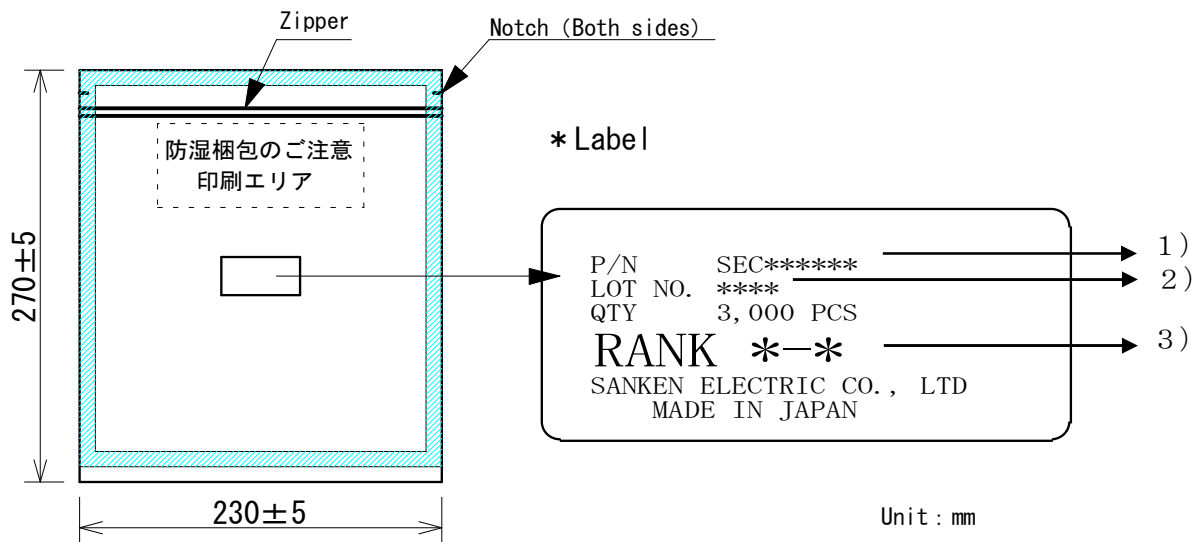 Zipper
Notch (Both sides)
防湿梱包のご注意
印刷エリア
270±5
230±5
*Label
P/N SEC******
LOT NO. ****
QTY 3,000 PCS
RANK *-*
SANKEN ELECTRIC CO., LTD
MADE IN JAPAN
1)
2)
3)
Unit : mm